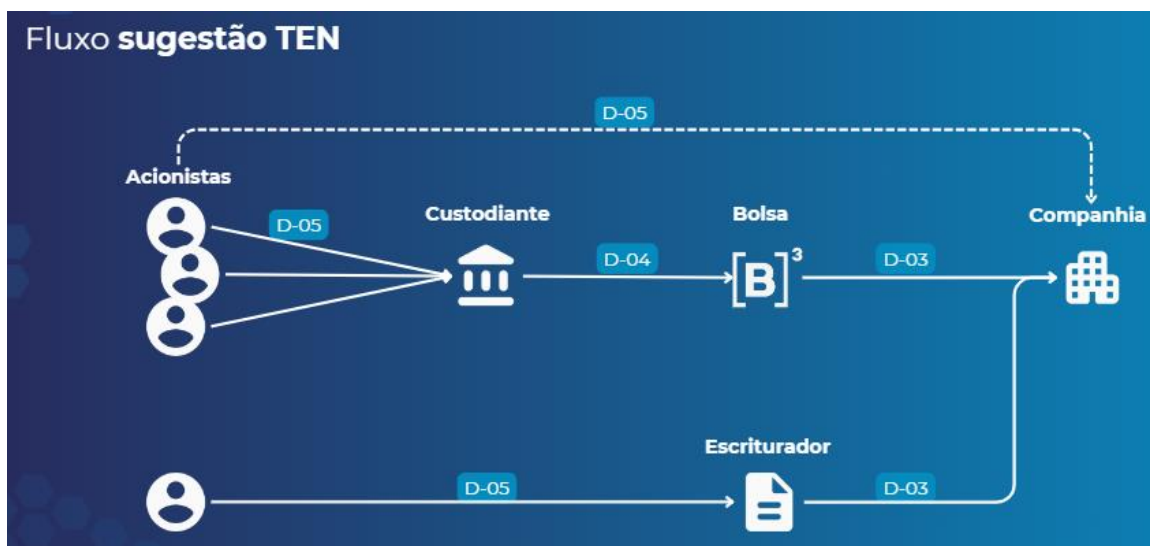 Fluxo sugestão TEN
D-05
Acionistas
D-05
Custodiante
D-04
Bolsa
[B]³
D-03
Companhia
Escriturador
D-05
D-03